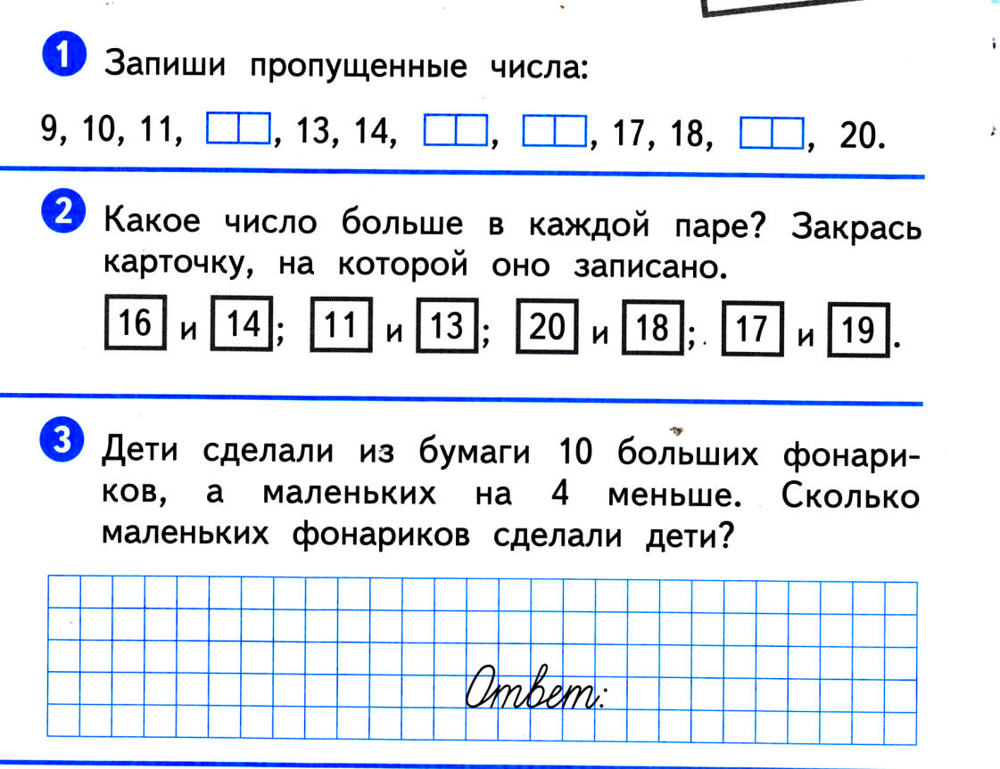 1 Запиши пропущенные числа:
9, 10, 11, , 13, 14, , , 17, 18, , 20.
2 Какое число больше в каждой паре? Закрась
карточку, на которой оно записано.
16 и 14; 11 и 13; 20 и 18; 17 и 19.
3 Дети сделали из бумаги 10 больших фонари-
ков, а маленьких на 4 меньше. Сколько
маленьких фонариков сделали дети?
Ответ: